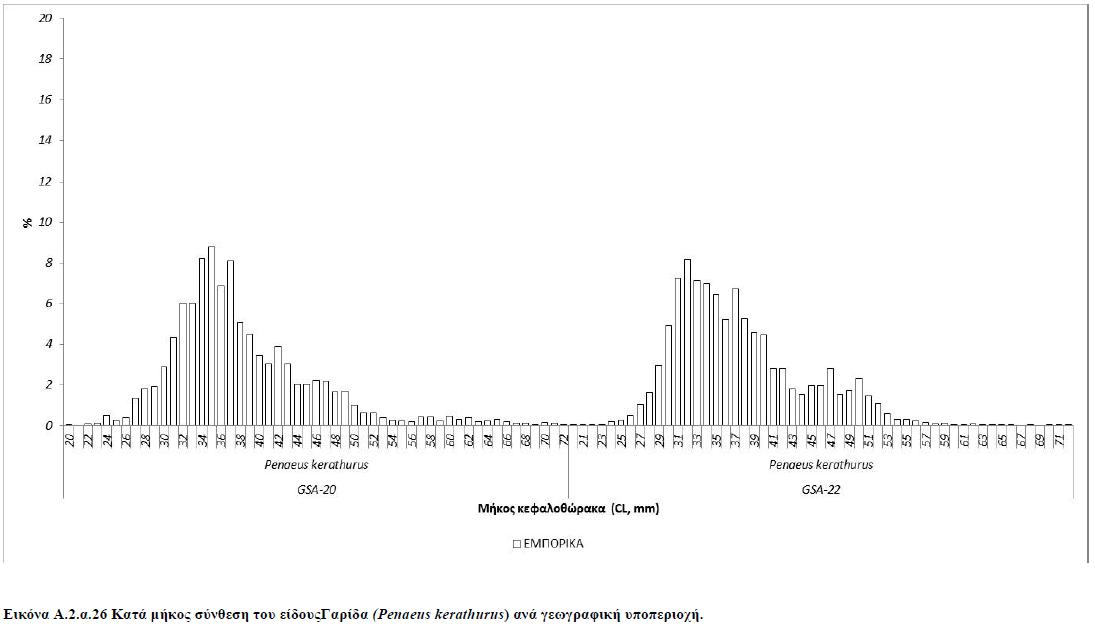 20
18
16
14
12
10
8
6
4
2
0
%
20 22 24 26 28 30 32 34 36 38 40 42 44 46 48 50 52 54 56 58 60 62 64 66 68 70 72 21 23 25 27 29 31 33 35 37 39 41 43 45 47 49 51 53 55 57 59 61 63 65 67 69 71
Penaeus kerathurus Penaeus kerathurus
GSA-20 GSA-22
Μήκος κεφαλοθώρακα (CL, mm)
ΕΜΠΟΡΙΚΑ
Εικόνα Α.2.α.26 Κατά μήκος σύνθεση του είδουςΓαρίδα (Penaeus kerathurus) ανά γεωγραφική υποπεριοχή.